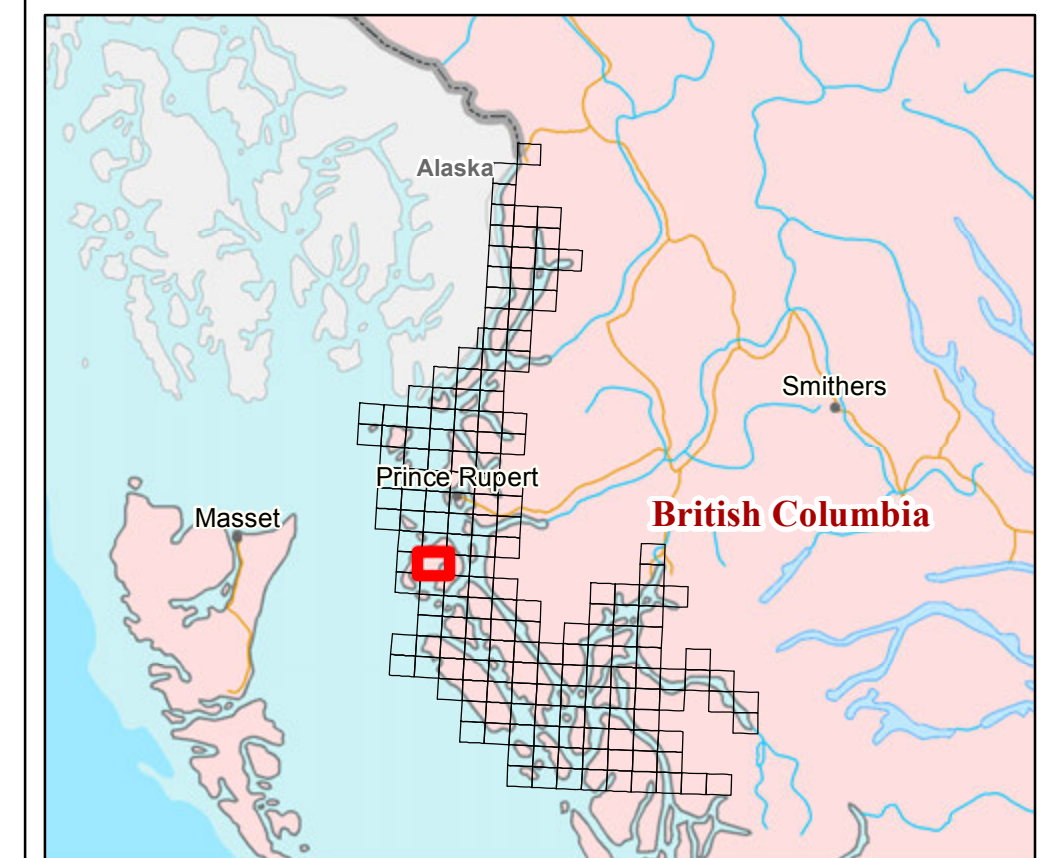 Alaska
Smithers
Prince Rupert
Masset
British Columbia